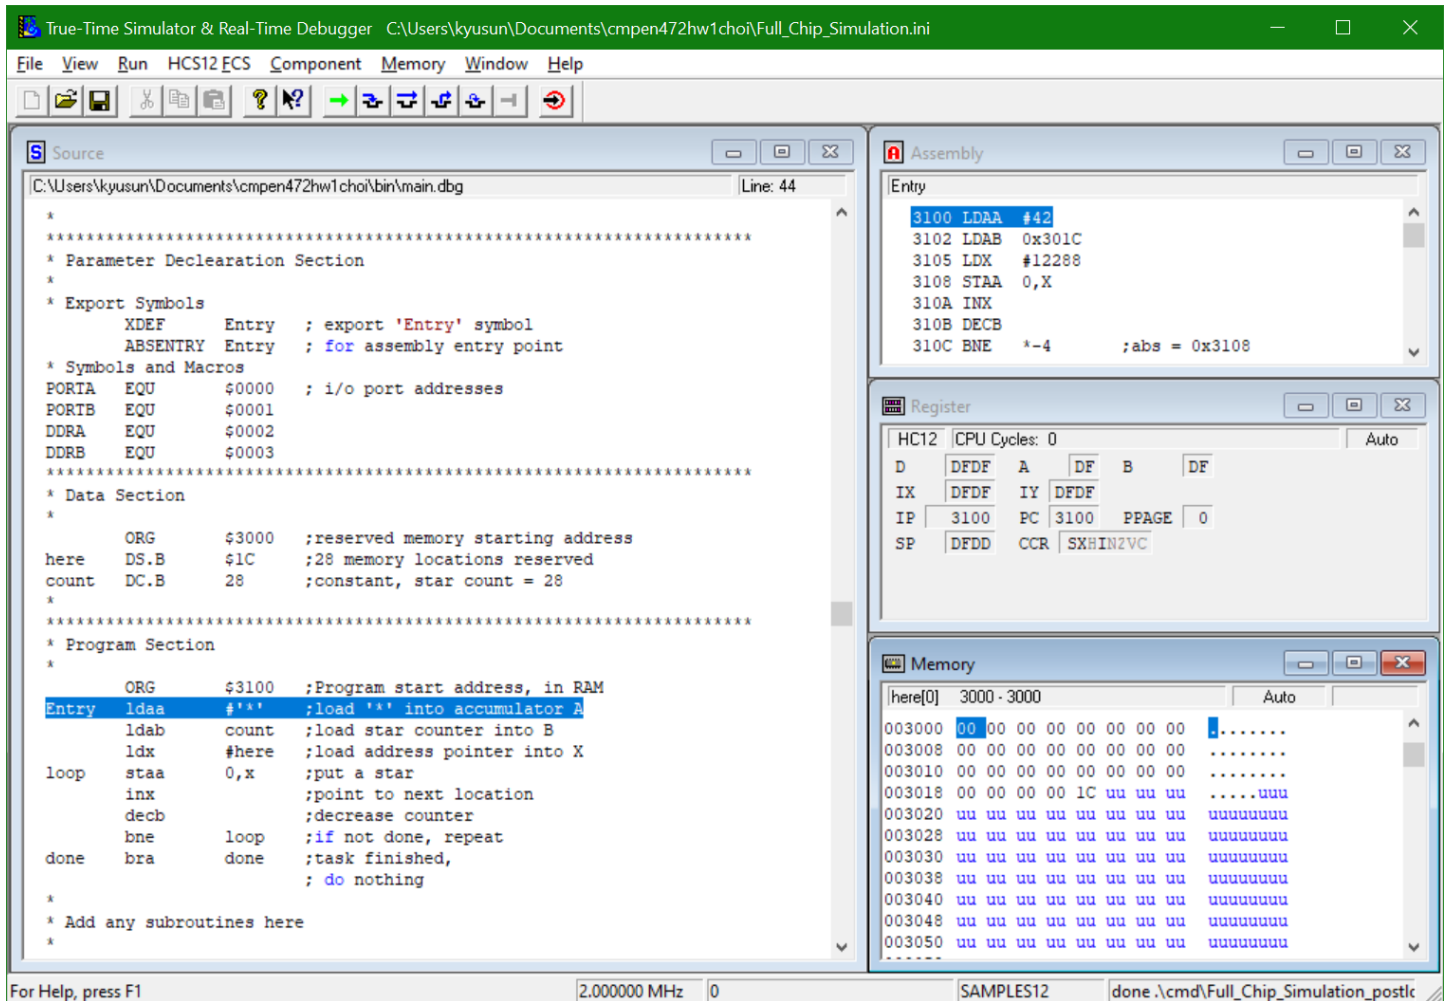 True-Time Simulator & Real-Time Debugger   C:\Users\kyusun\Documents\cmpen472hw1choi\Full_Chip_Simulation.ini
File   View   Run   HCS12 FCS   Component   Memory   Window   Help
Source
C:\Users\kyusun\Documents\cmpen472hw1choi\bin\main.dbg   Line: 44
*
***********************************************************************
* Parameter Declearation Section
*
* Export Symbols
        XDEF      Entry   ; export 'Entry' symbol
        ABSENTRY  Entry   ; for assembly entry point
* Symbols and Macros
PORTA   EQU       $0000   ; i/o port addresses
PORTB   EQU       $0001
DDRA    EQU       $0002
DDRB    EQU       $0003
***********************************************************************
* Data Section
*
        ORG       $3000   ;reserved memory starting address
here    DS.B      $1C     ;28 memory locations reserved
count   DC.B      28      ;constant, star count = 28
*
***********************************************************************
* Program Section
*
        ORG       $3100   ;Program start address, in RAM
Entry   ldaa      #'*'    ;load '*' into accumulator A
        ldab      count   ;load star counter into B
        ldx       #here   ;load address pointer into X
loop    staa      0,x     ;put a star
        inx               ;point to next location
        decb              ;decrease counter
        bne       loop    ;if not done, repeat
done    bra       done    ;task finished,
                          ; do nothing
*
* Add any subroutines here
*
Assembly
Entry
3100 LDAA  #42
3102 LDAB  0x301C
3105 LDX   #12288
3108 STAA  0,X
310A INX
310B DECB
310C BNE   *-4       ;abs = 0x3108
Register
HC12   CPU Cycles: 0   Auto
D   DFDF   A   DF   B   DF
IX   DFDF   IY   DFDF
IP   3100   PC   3100   PPAGE   0
SP   DFDD   CCR   SXHINZVC
Memory
here[0]   3000 - 3000   Auto
003000 00 00 00 00 00 00 00 00  ........
003008 00 00 00 00 00 00 00 00  ........
003010 00 00 00 00 00 00 00 00  ........
003018 00 00 00 00 1C uu uu uu  .....uuu
003020 uu uu uu uu uu uu uu uu  uuuuuuuu
003028 uu uu uu uu uu uu uu uu  uuuuuuuu
003030 uu uu uu uu uu uu uu uu  uuuuuuuu
003038 uu uu uu uu uu uu uu uu  uuuuuuuu
003040 uu uu uu uu uu uu uu uu  uuuuuuuu
003048 uu uu uu uu uu uu uu uu  uuuuuuuu
003050 uu uu uu uu uu uu uu uu  uuuuuuuu
For Help, press F1   2.000000 MHz   0   SAMPLES12   done .\cmd\Full_Chip_Simulation_postlc